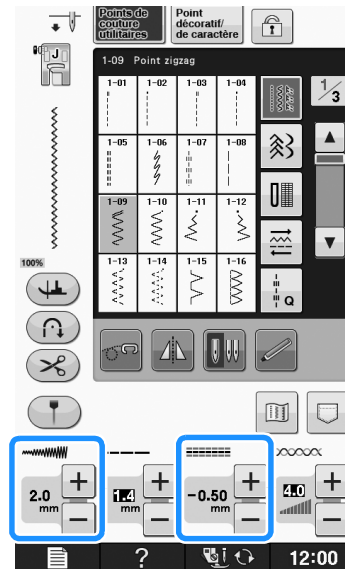 Points de
couture
utilitaires
Point
décoratif/
de caractère
J
1-09 Point zigzag
1/3
1-01 1-02 1-03 1-04
1-05 1-06 1-07 1-08
1-09 1-10 1-11 1-12
1-13 1-14 1-15 1-16
Q
100%
2.0 mm + −
1.4 mm + −
-0.50 mm + −
4.0 + −
? 12:00